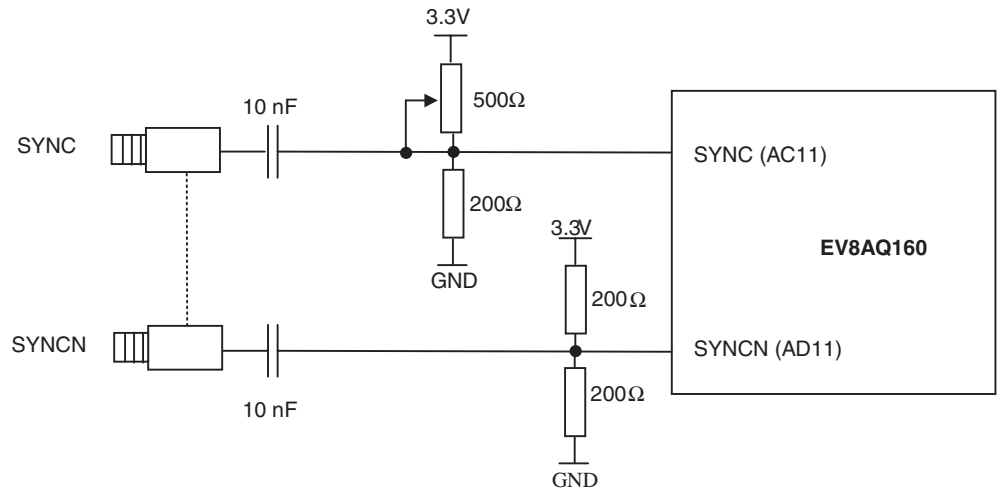 3.3V
500Ω
10 nF
SYNC
SYNC (AC11)
200Ω
3.3V
GND
EV8AQ160
200Ω
SYNCN
SYNCN (AD11)
200Ω
10 nF
GND